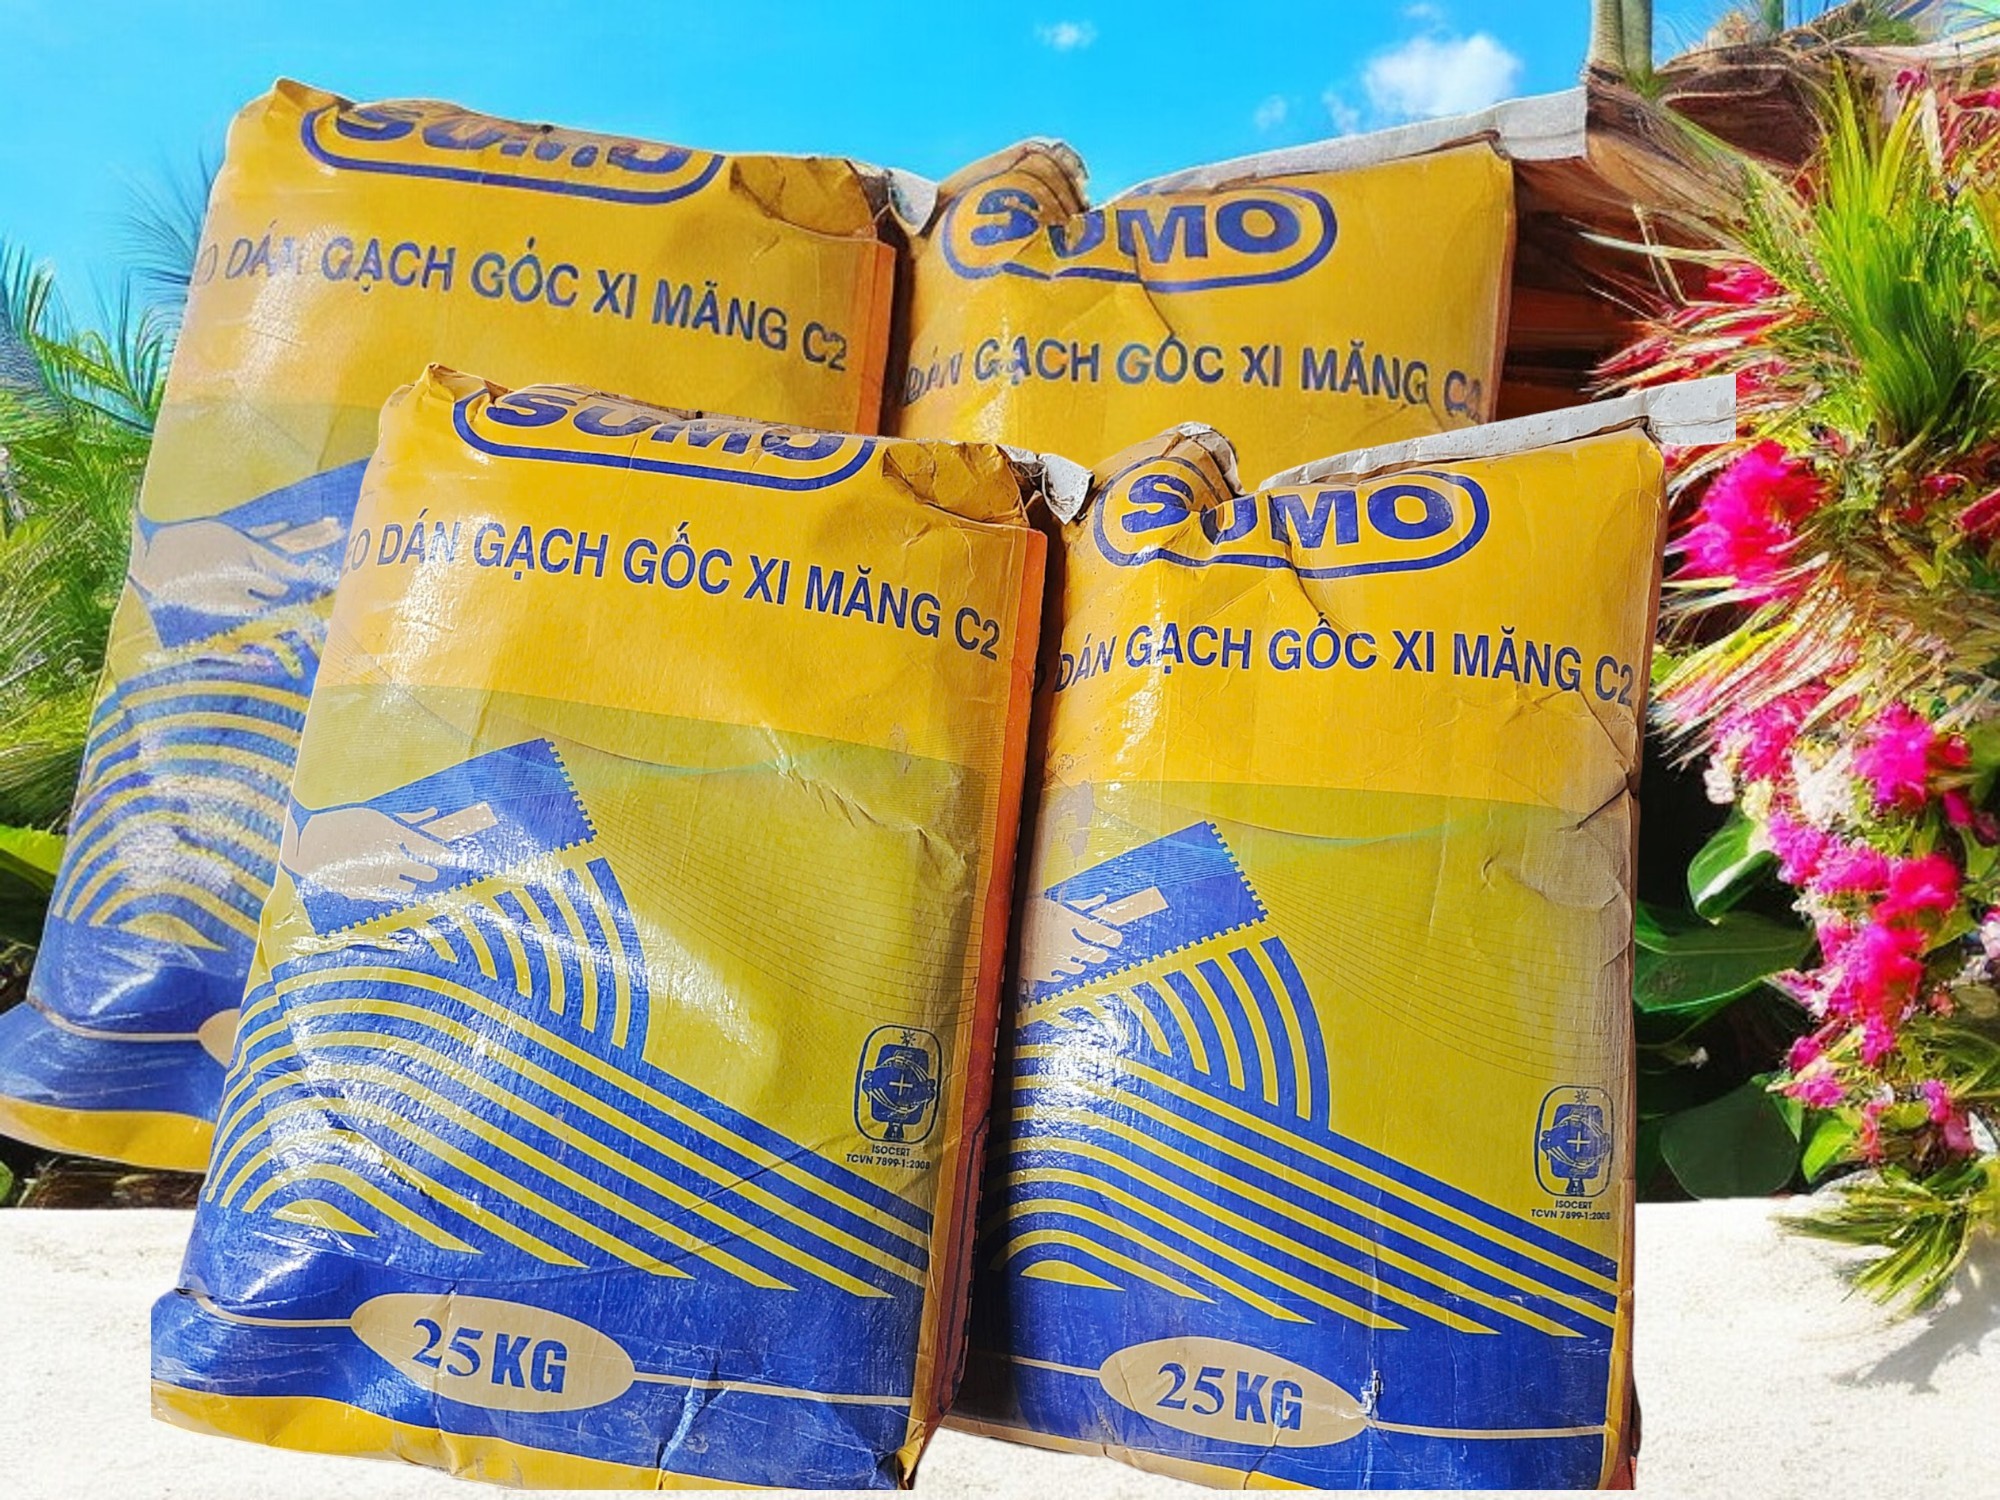 SUMO
DÁN GẠCH GỐC XI MĂNG C2
SUMO
DÁN GẠCH GỐC XI MĂNG C2
SUMO
DÁN GẠCH GỐC XI MĂNG C2
ISOCERT
TCVN 7899-1:2008
25KG
SUMO
DÁN GẠCH GỐC XI MĂNG C2
ISOCERT
TCVN 7899-1:2008
25KG